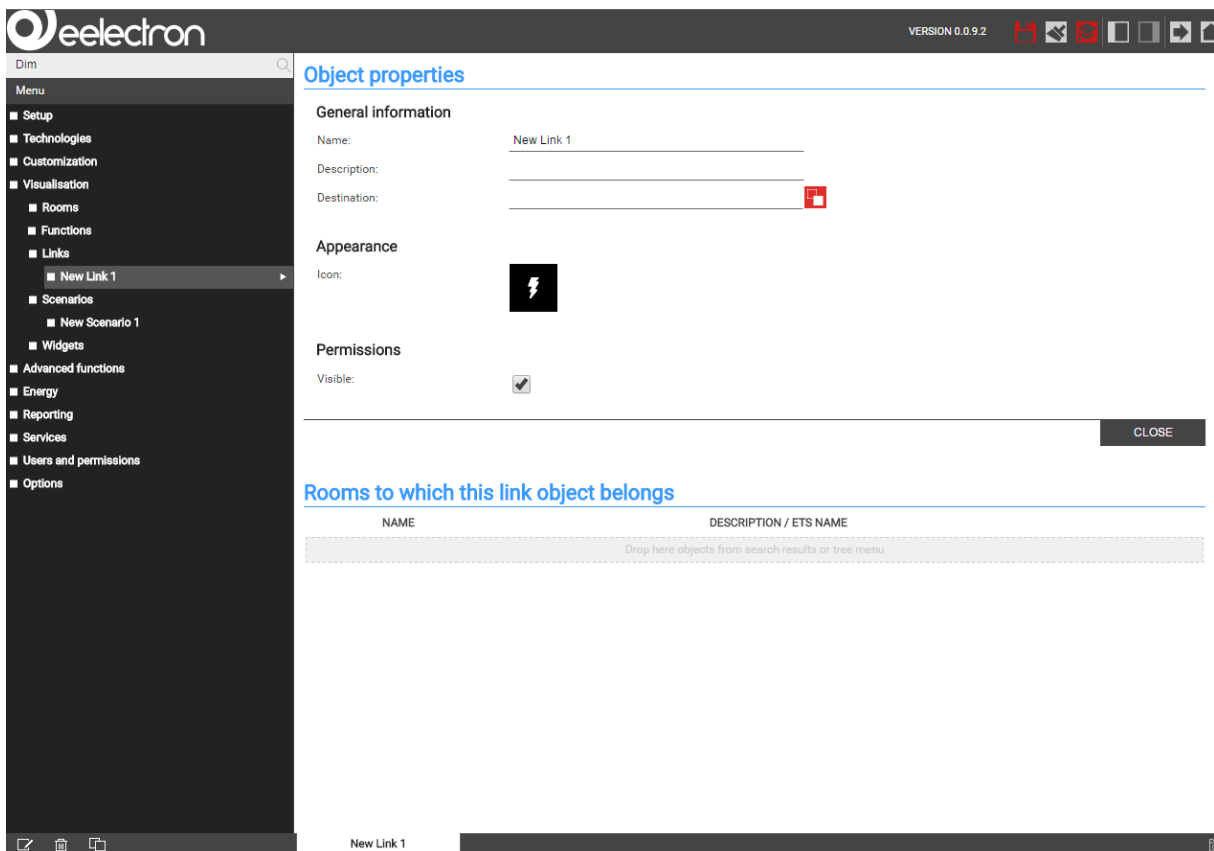 eelectron
VERSION 0.0.9.2
Dim
Menu
Setup
Technologies
Customization
Visualisation
Rooms
Functions
Links
New Link 1
Scenarios
New Scenario 1
Widgets
Advanced functions
Energy
Reporting
Services
Users and permissions
Options
Object properties
General information
Name: New Link 1
Description:
Destination:
Appearance
Icon:
Permissions
Visible:
CLOSE
Rooms to which this link object belongs
NAME DESCRIPTION / ETS NAME
Drop here objects from search results or tree menu
New Link 1